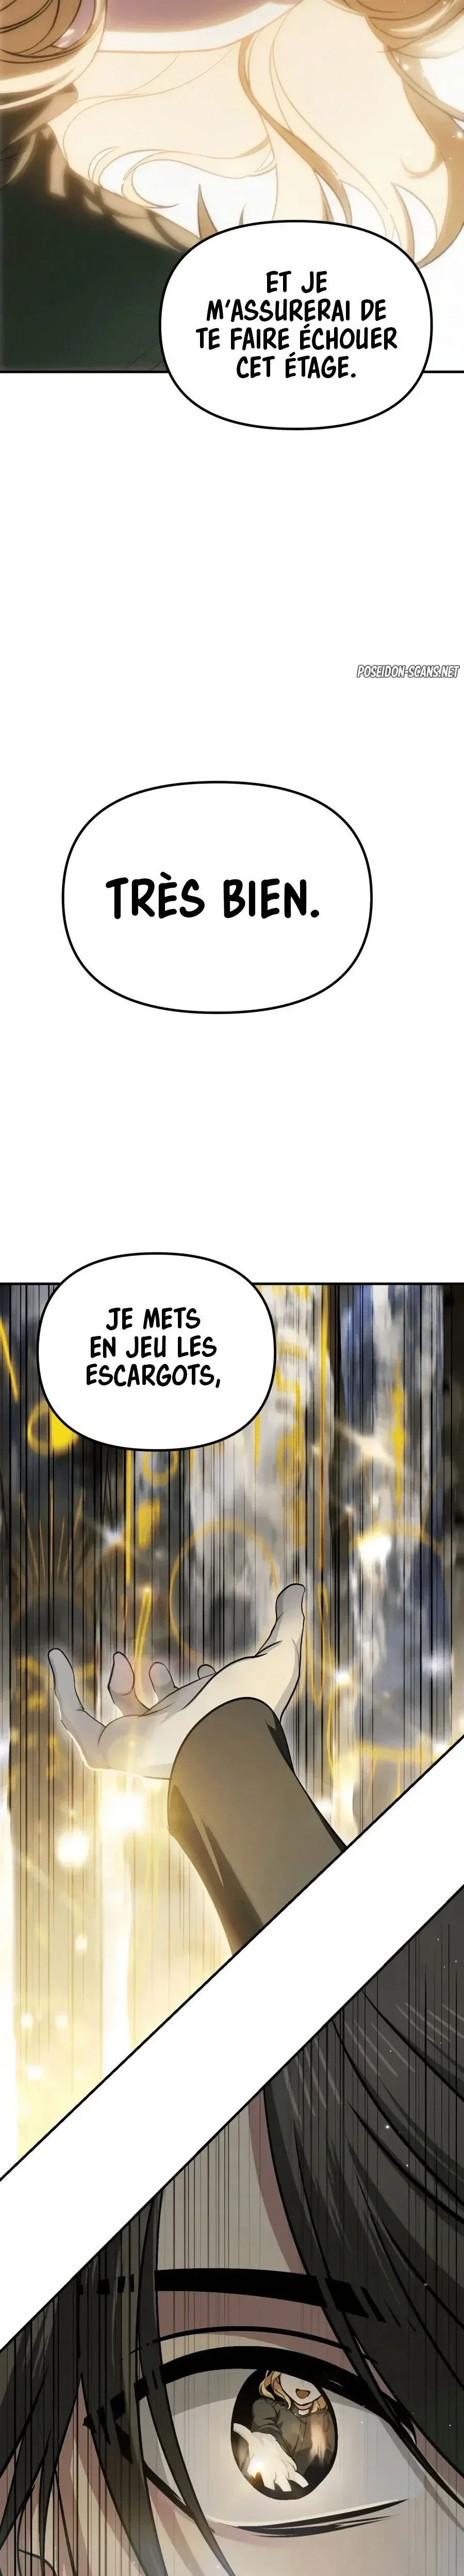 ET JE
M'ASSURERAI DE
TE FAIRE ÉCHOUER
CET ÉTAGE.
POSEIDON-SCANS.NET
TRÈS BIEN.
JE METS
EN JEU LES
ESCARGOTS,